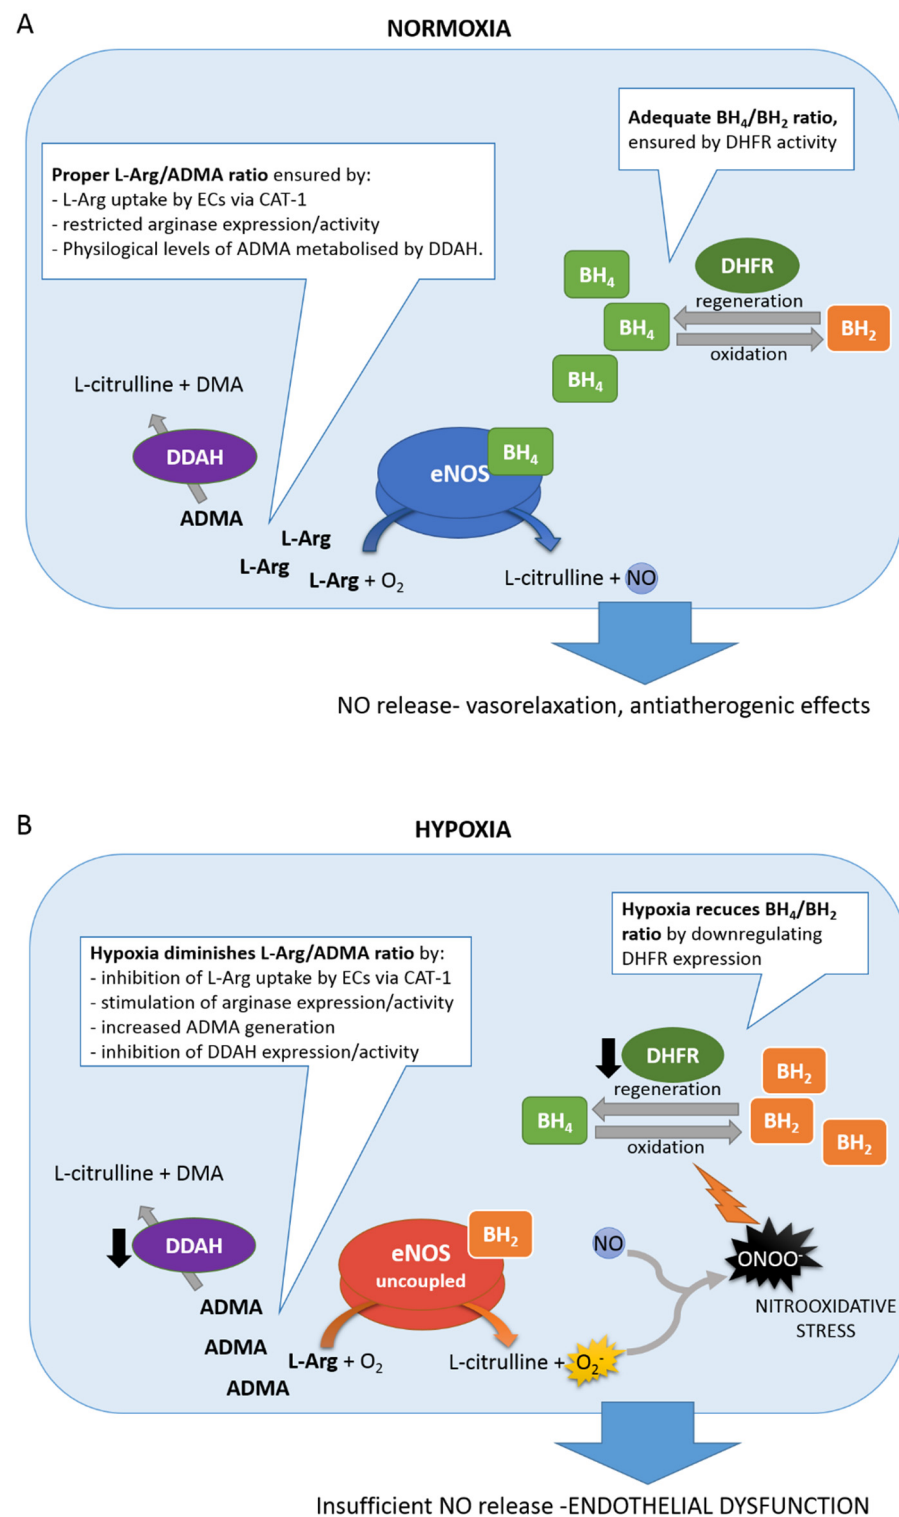 A
NORMOXIA
Adequate BH₄/BH₂ ratio,
ensured by DHFR activity
Proper L-Arg/ADMA ratio ensured by:
- L-Arg uptake by ECs via CAT-1
- restricted arginase expression/activity
- Physilogical levels of ADMA metabolised by DDAH.
BH₄
DHFR
regeneration
BH₄
BH₂
oxidation
BH₄
L-citrulline + DMA
DDAH
ADMA
eNOS
BH₄
L-Arg
L-Arg
L-Arg + O₂
L-citrulline + NO
NO release- vasorelaxation, antiatherogenic effects
B
HYPOXIA
Hypoxia recuces BH₄/BH₂
ratio by downregulating
DHFR expression
Hypoxia diminishes L-Arg/ADMA ratio by:
- inhibition of L-Arg uptake by ECs via CAT-1
- stimulation of arginase expression/activity
- increased ADMA generation
- inhibition of DDAH expression/activity
DHFR
regeneration
BH₂
BH₄
BH₂
BH₂
oxidation
L-citrulline + DMA
DDAH
ADMA
ADMA
ADMA
eNOS
uncoupled
BH₂
NO
ONOO⁻
NITROOXIDATIVE
STRESS
L-Arg + O₂
L-citrulline + O₂⁻
Insufficient NO release -ENDOTHELIAL DYSFUNCTION